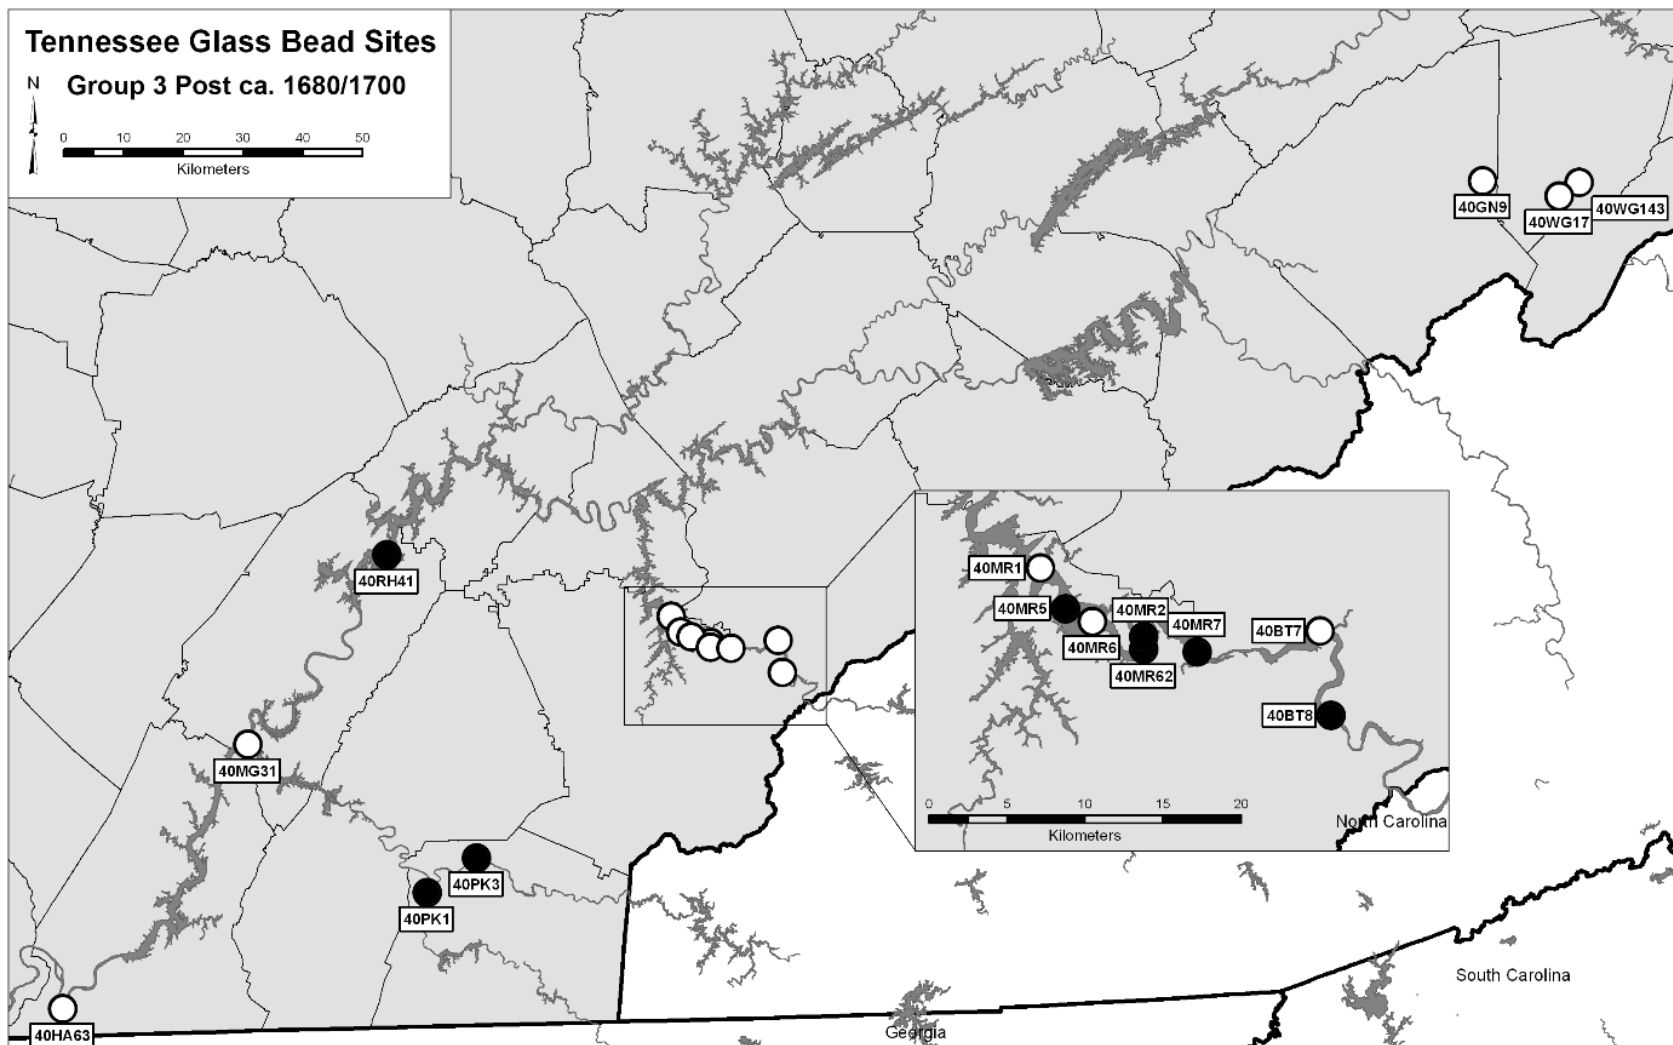 Tennessee Glass Bead Sites
Group 3 Post ca. 1680/1700
N
0 10 20 30 40 50
Kilometers
40GN9
40WG17
40WG143
40RH41
40MR1
40MR5
40MR2
40MR7
40MR6
40MR62
40BT7
40BT8
0 5 10 15 20
Kilometers
North Carolina
40MG31
40PK3
40PK1
South Carolina
40HA63
Georgia